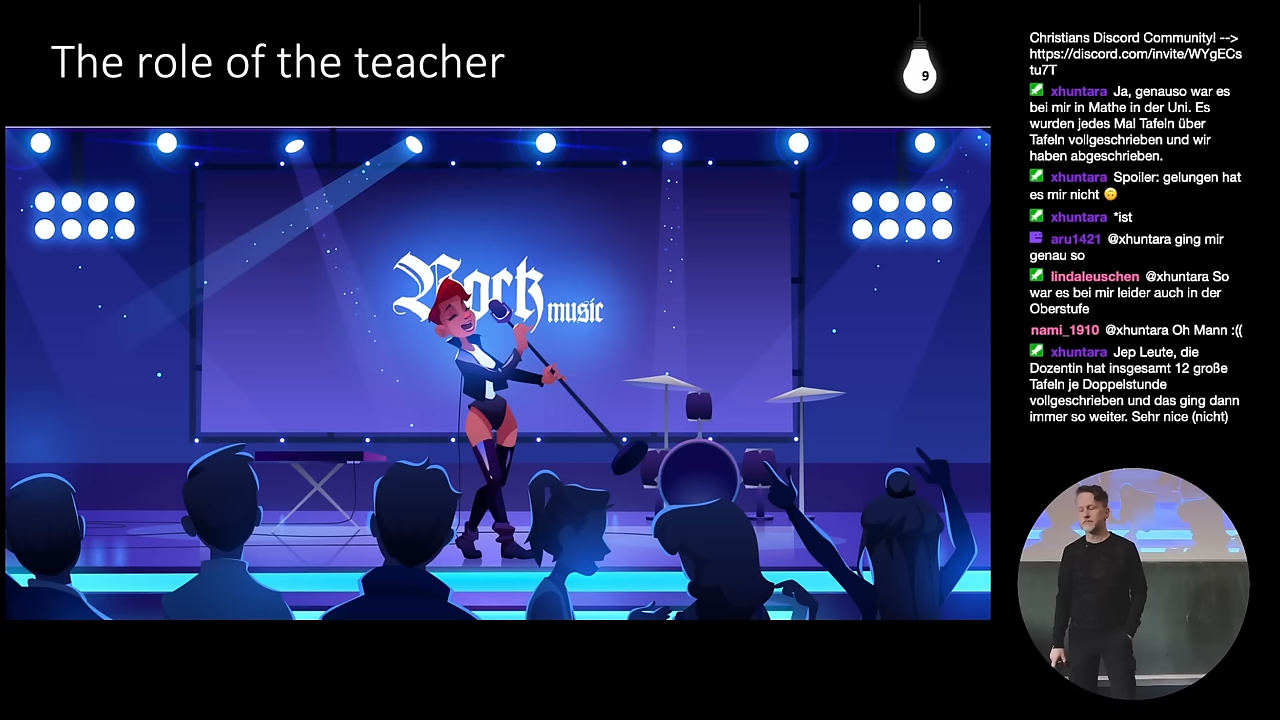 The role of the teacher
9
Rock
music
Christians Discord Community! -->
https://discord.com/invite/WYgECs
tu7T
xhuntara Ja, genauso war es
bei mir in Mathe in der Uni. Es
wurden jedes Mal Tafeln über
Tafeln vollgeschrieben und wir
haben abgeschrieben.
xhuntara Spoiler: gelungen hat
es mir nicht 🙃
xhuntara *ist
aru1421 @xhuntara ging mir
genau so
lindaleuschen @xhuntara So
war es bei mir leider auch in der
Oberstufe
nami_1910 @xhuntara Oh Mann :((
xhuntara Jep Leute, die
Dozentin hat insgesamt 12 große
Tafeln je Doppelstunde
vollgeschrieben und das ging dann
immer so weiter. Sehr nice (nicht)